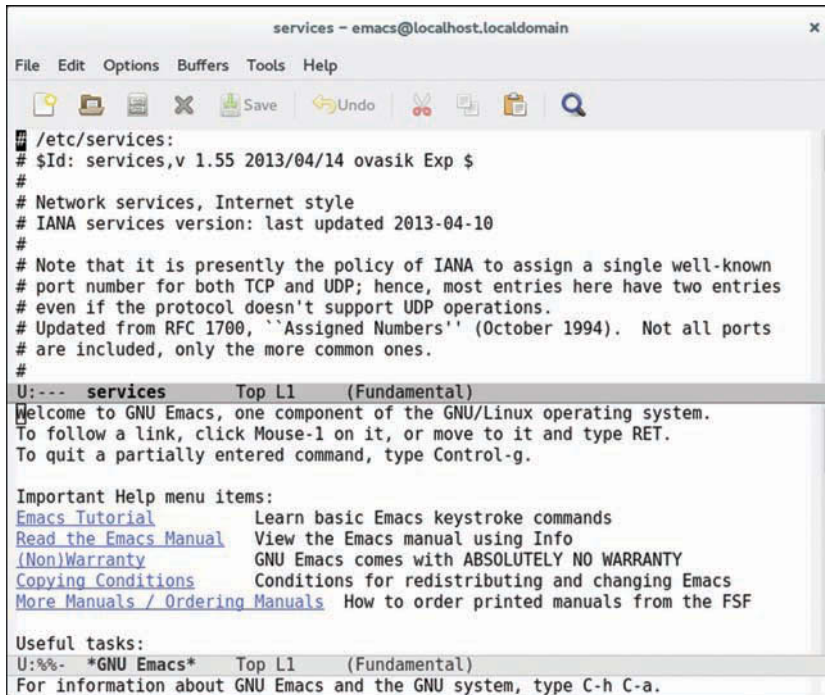 services – emacs@localhost.localdomain
File Edit Options Buffers Tools Help
Save Undo
# /etc/services:
# $Id: services,v 1.55 2013/04/14 ovasik Exp $
#
# Network services, Internet style
# IANA services version: last updated 2013-04-10
#
# Note that it is presently the policy of IANA to assign a single well-known
# port number for both TCP and UDP; hence, most entries here have two entries
# even if the protocol doesn't support UDP operations.
# Updated from RFC 1700, ``Assigned Numbers'' (October 1994).  Not all ports
# are included, only the more common ones.
#
U:---  services       Top L1     (Fundamental)
Welcome to GNU Emacs, one component of the GNU/Linux operating system.
To follow a link, click Mouse-1 on it, or move to it and type RET.
To quit a partially entered command, type Control-g.
Important Help menu items:
Emacs Tutorial          Learn basic Emacs keystroke commands
Read the Emacs Manual   View the Emacs manual using Info
(Non)Warranty           GNU Emacs comes with ABSOLUTELY NO WARRANTY
Copying Conditions      Conditions for redistributing and changing Emacs
More Manuals / Ordering Manuals  How to order printed manuals from the FSF
Useful tasks:
U:%%-  *GNU Emacs*    Top L1     (Fundamental)
For information about GNU Emacs and the GNU system, type C-h C-a.